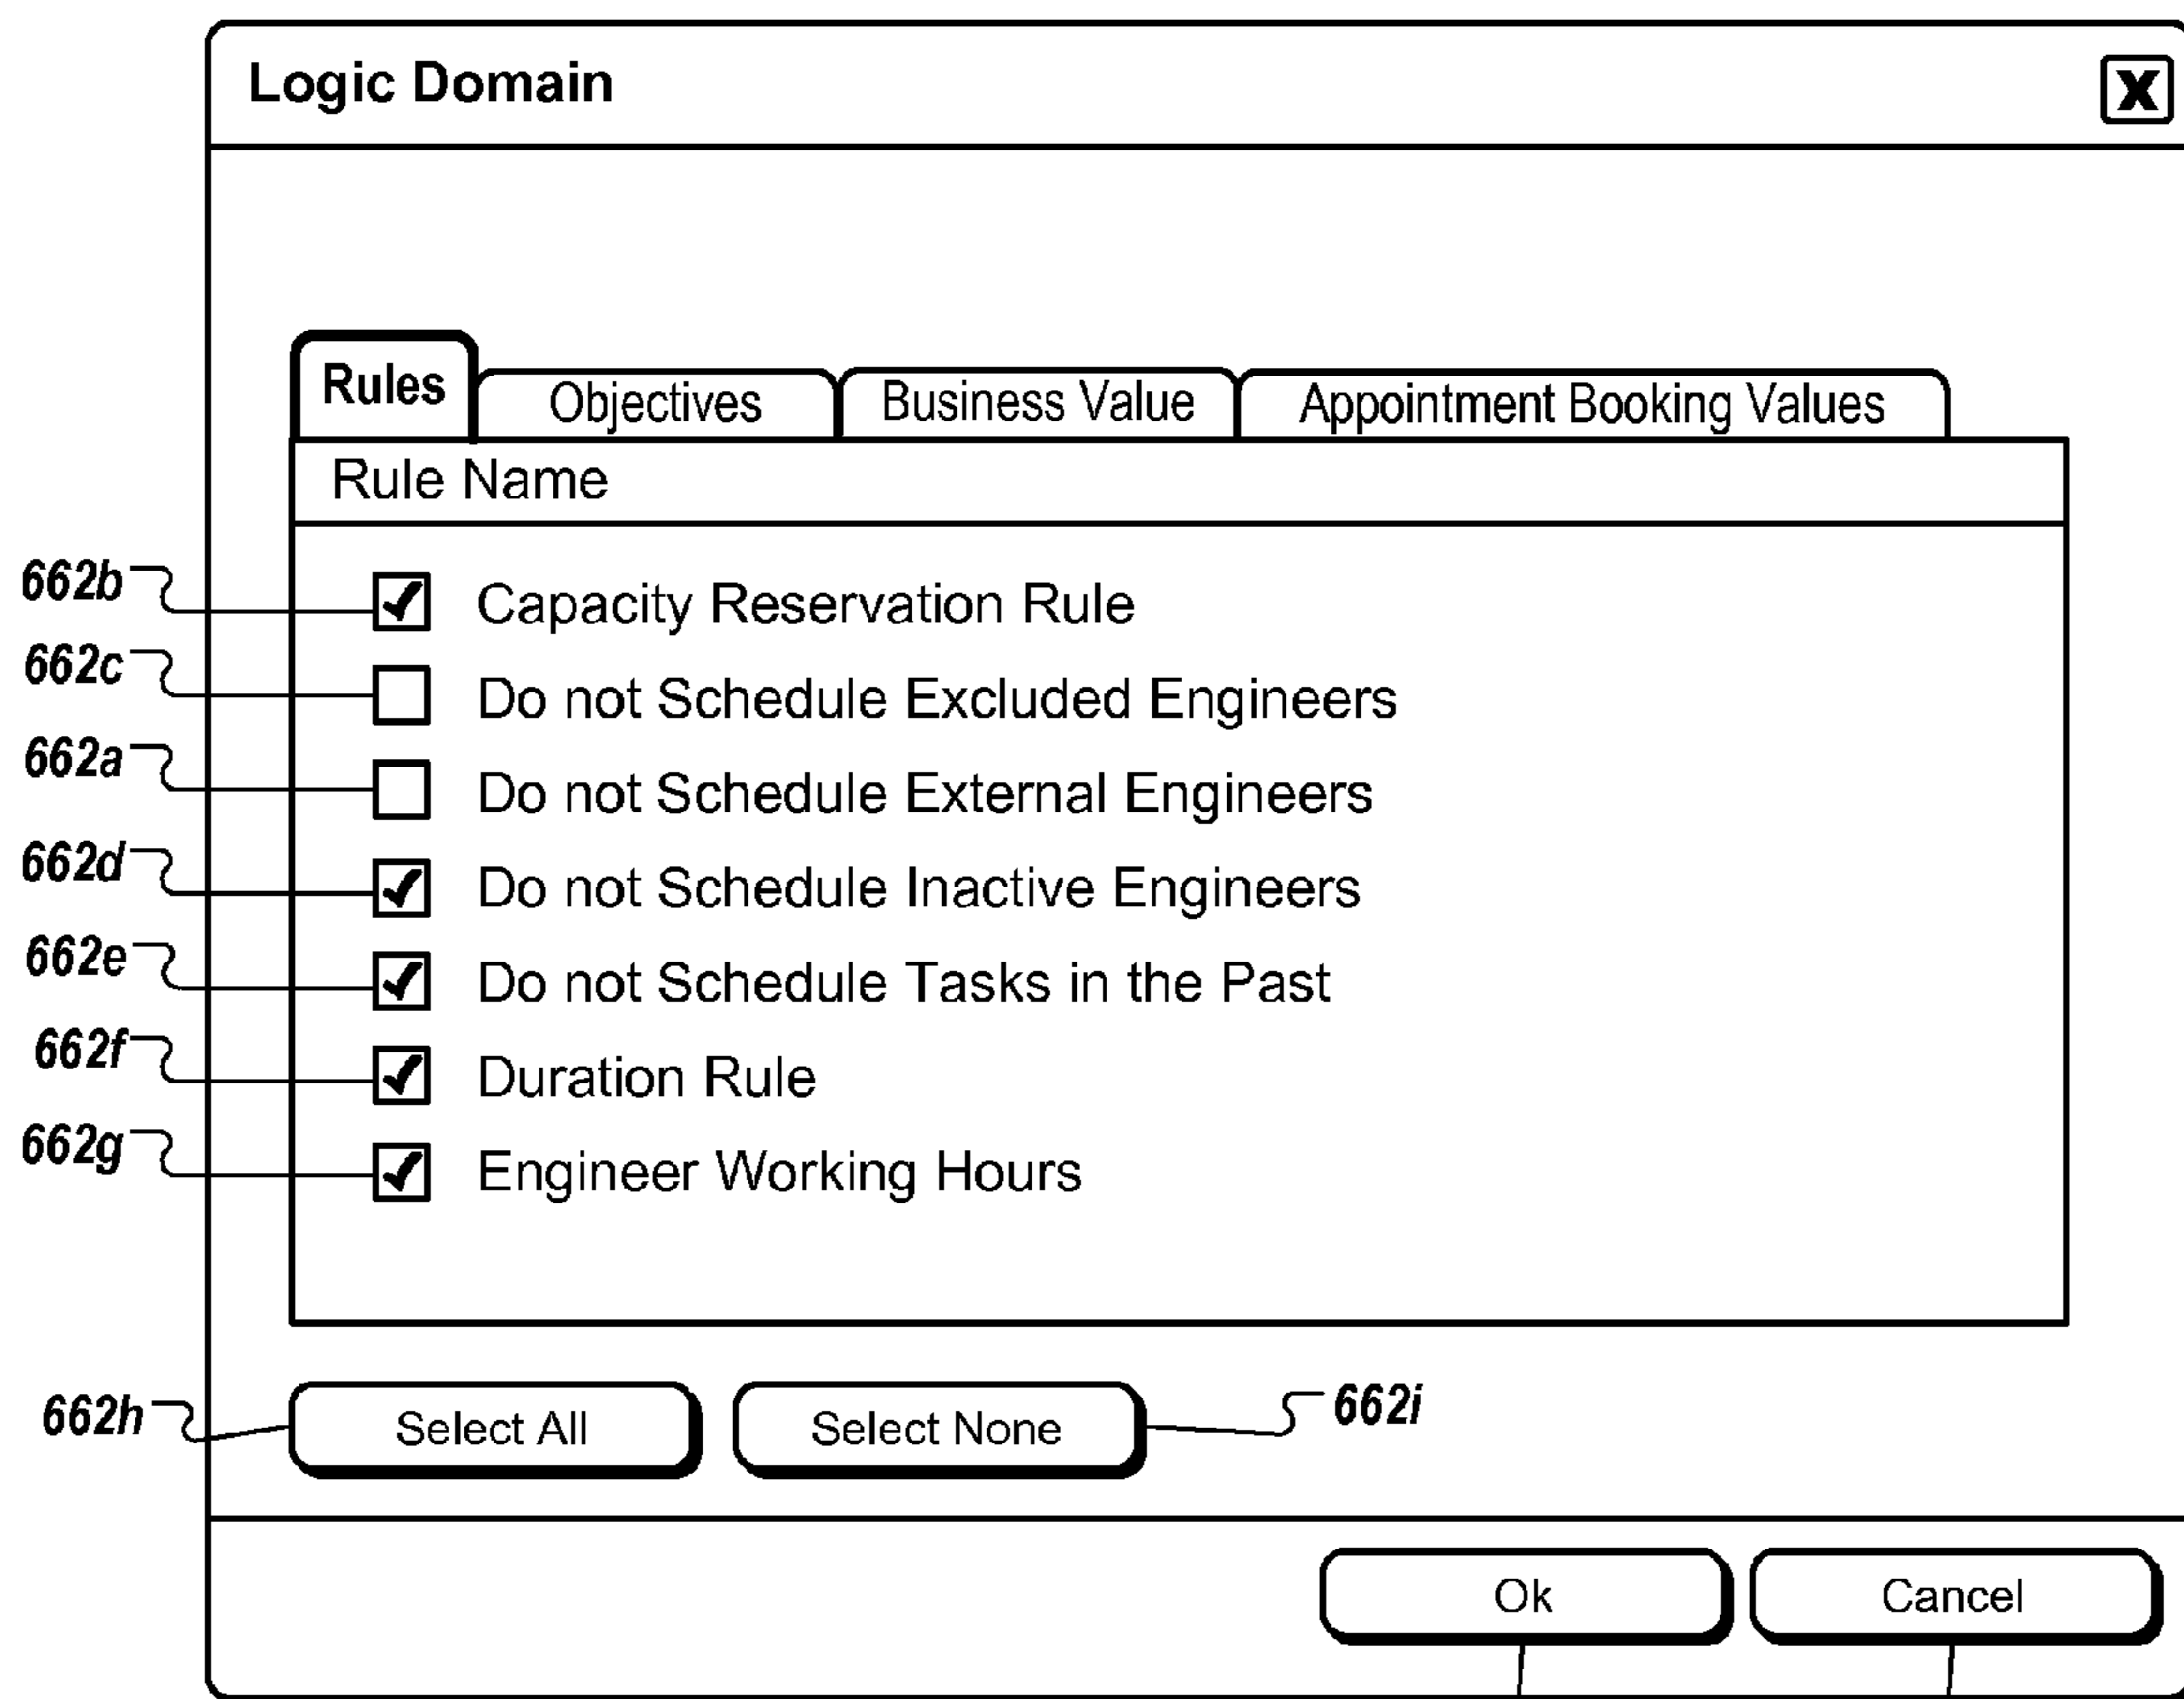 Logic Domain X
Rules Objectives Business Value Appointment Booking Values
Rule Name
662b Capacity Reservation Rule
662c Do not Schedule Excluded Engineers
662a Do not Schedule External Engineers
662d Do not Schedule Inactive Engineers
662e Do not Schedule Tasks in the Past
662f Duration Rule
662g Engineer Working Hours
662h Select All Select None 662i
Ok Cancel